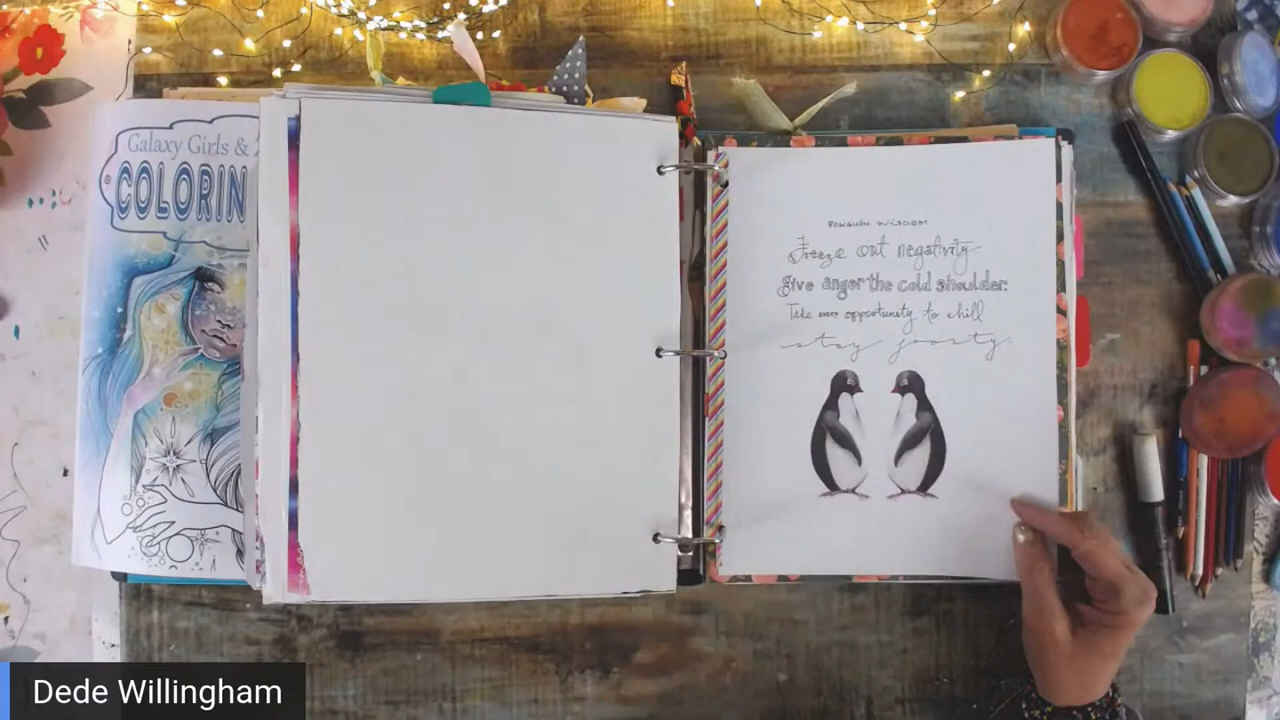 Galaxy Girls &
COLORIN
PENGUIN WISDOM
Freeze out negativity
Give anger the cold shoulder.
Take every opportunity to chill
stay
Dede Willingham